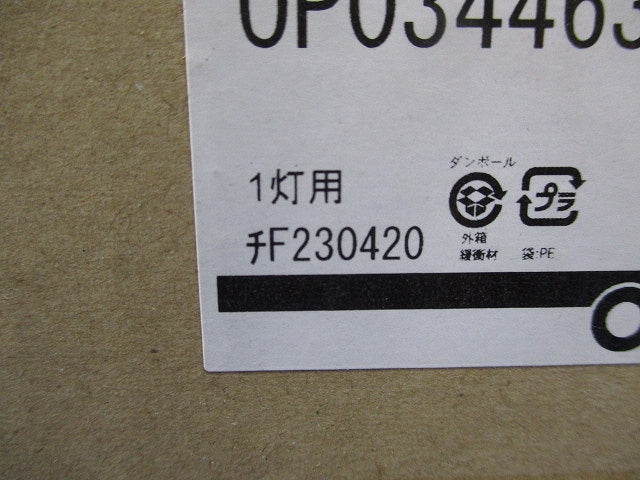 OP034463
1灯用
ﾁF230420
ダンボール
プラ
外箱
緩衝材
袋:PE